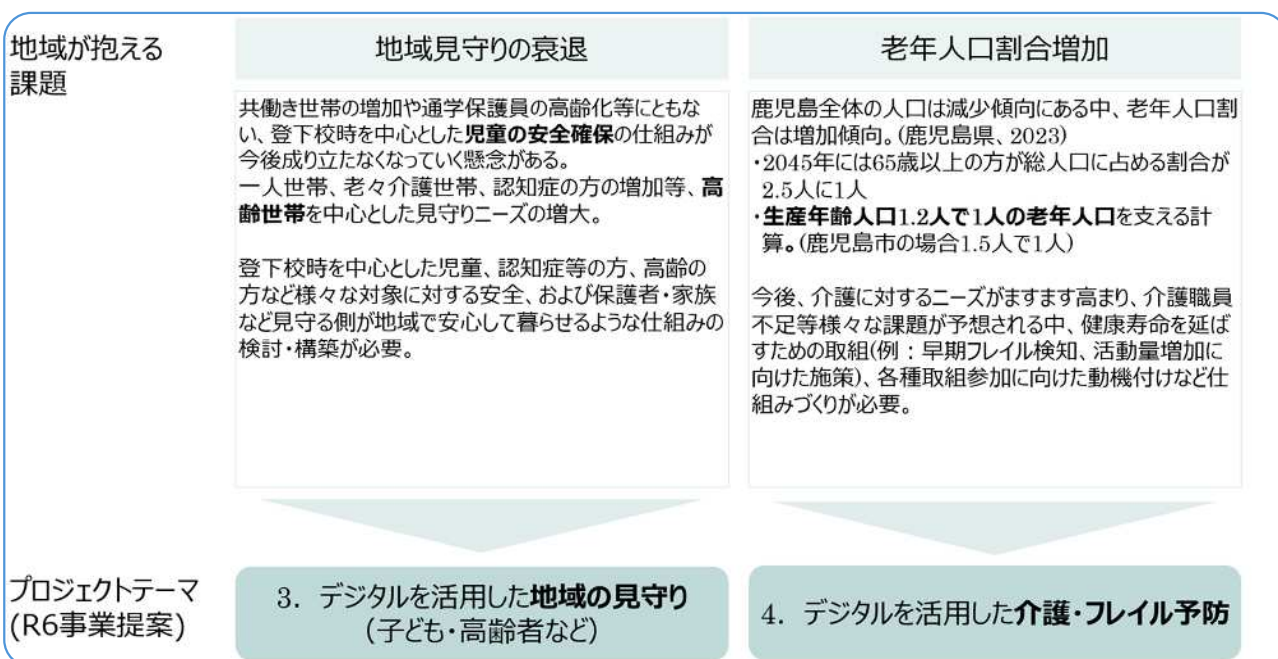 地域が抱える
課題
地域見守りの衰退
共働き世帯の増加や通学保護員の高齢化等にともな
い、登下校時を中心とした児童の安全確保の仕組みが
今後成り立たなくなっていく懸念がある。
一人世帯、老々介護世帯、認知症の方の増加等、高
齢世帯を中心とした見守りニーズの増大。
登下校時を中心とした児童、認知症等の方、高齢の
方など様々な対象に対する安全、および保護者・家族
など見守る側が地域で安心して暮らせるような仕組みの
検討・構築が必要。
老年人口割合増加
鹿児島全体の人口は減少傾向にある中、老年人口割
合は増加傾向。(鹿児島県、2023)
・2045年には65歳以上の方が総人口に占める割合が
2.5人に1人
・生産年齢人口1.2人で1人の老年人口を支える計
算。(鹿児島市の場合1.5人で1人)
今後、介護に対するニーズがますます高まり、介護職員
不足等様々な課題が予想される中、健康寿命を延ば
すための取組(例：早期フレイル検知、活動量増加に
向けた施策)、各種取組参加に向けた動機付けなど仕
組みづくりが必要。
プロジェクトテーマ
(R6事業提案)
3. デジタルを活用した地域の見守り
(子ども・高齢者など)
4. デジタルを活用した介護・フレイル予防